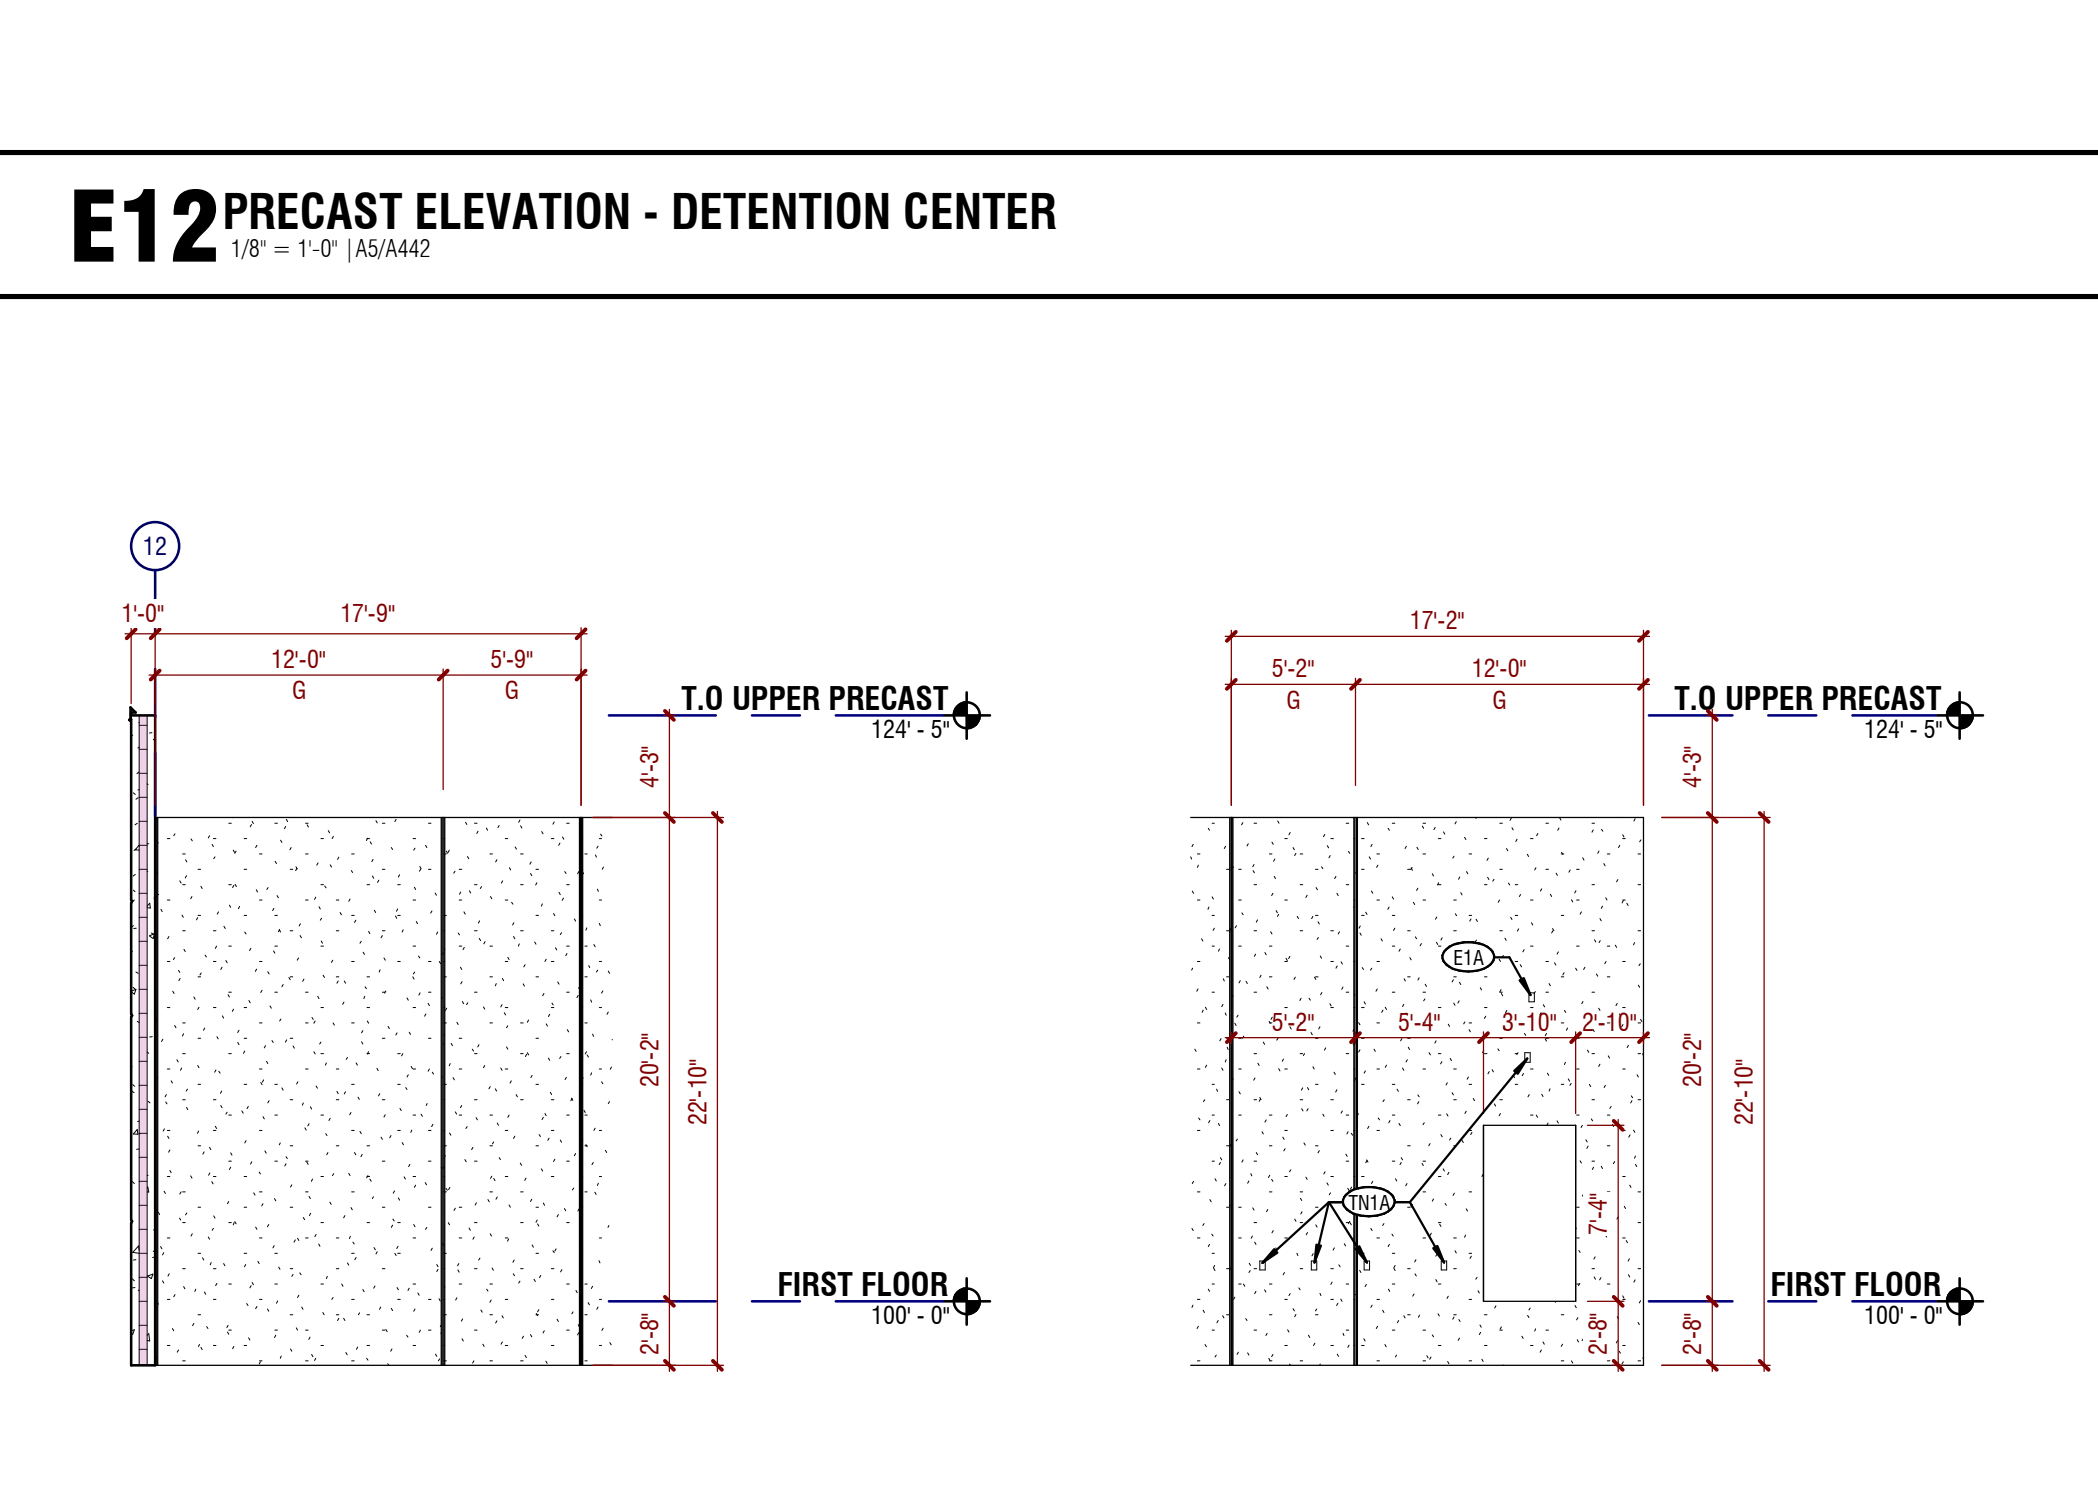 E12 PRECAST ELEVATION - DETENTION CENTER
1/8" = 1'-0" | A5/A442
12
1'-0" 17'-9"
12'-0" 5'-9"
G G
T.O UPPER PRECAST
124' - 5"
4'-3"
20'-2"
22'-10"
FIRST FLOOR
100' - 0"
2'-8"
17'-2"
5'-2" 12'-0"
G G
T.O UPPER PRECAST
124' - 5"
4'-3"
E1A
5'-2" 5'-4" 3'-10" 2'-10"
20'-2"
22'-10"
TN1A
7'-4"
FIRST FLOOR
100' - 0"
2'-8" 2'-8"